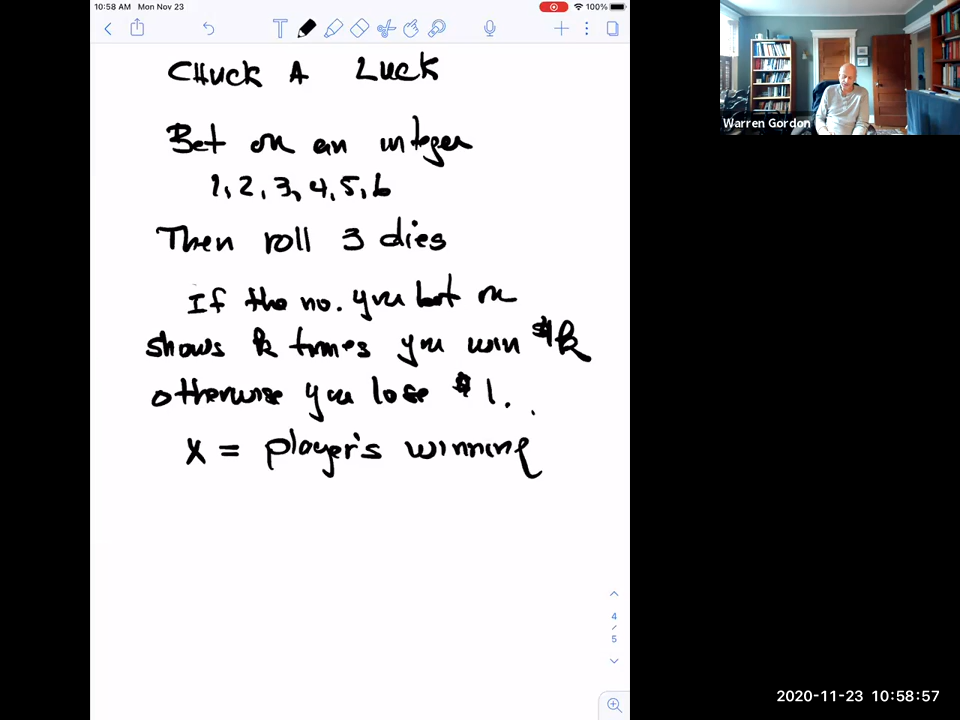 10:58 AM Mon Nov 23
100%
CHUCK A LUCK
Bet on an integer
1, 2, 3, 4, 5, 6
Then roll 3 dies
If the no. you bet on
shows k times you win $k
otherwise you lose $1.
X = player's winning
4
5
Warren Gordon
2020-11-23 10:58:57